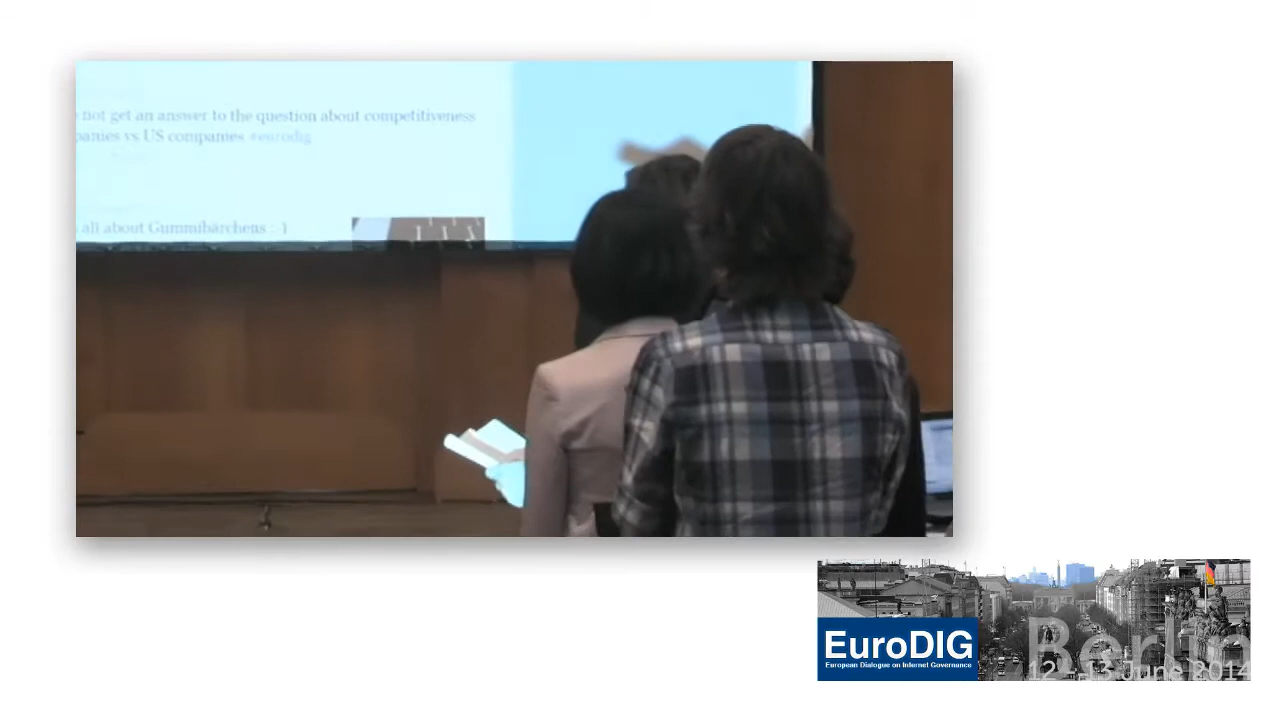 not get an answer to the question about competitiveness
panies vs US companies #eurodig
all about Gummibärchens :-)
EuroDIG
European Dialogue on Internet Governance
Berlin
12 - 13 June 2014